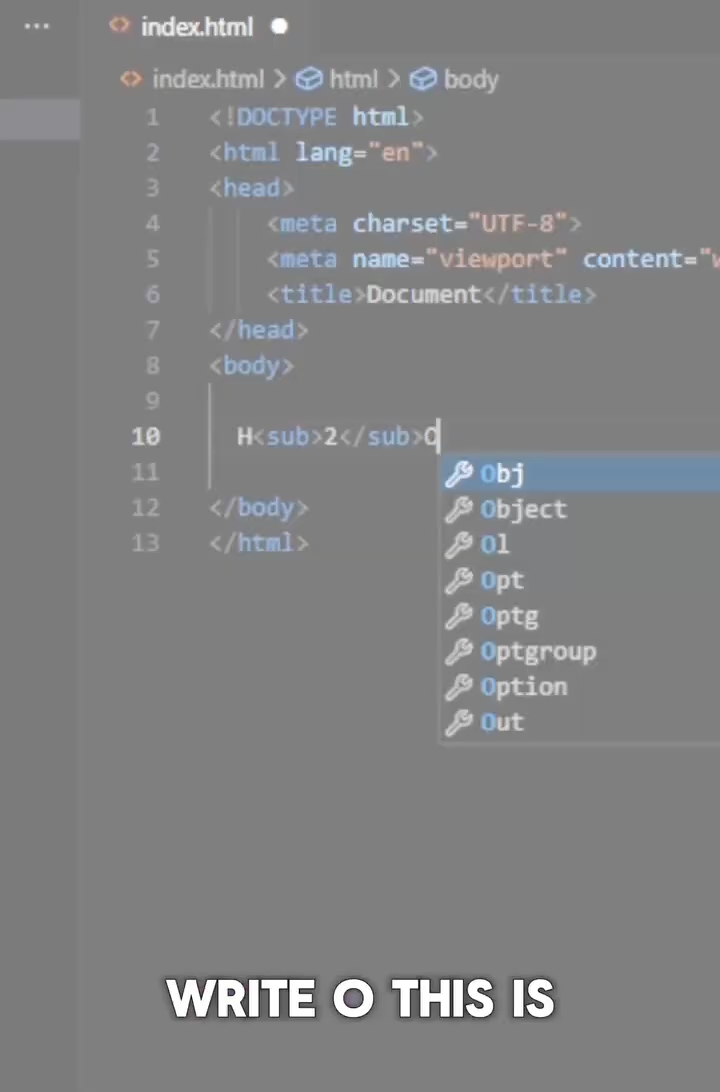 ... index.html
index.html > html > body
1 <!DOCTYPE html>
2 <html lang="en">
3 <head>
4 <meta charset="UTF-8">
5 <meta name="viewport" content="
6 <title>Document</title>
7 </head>
8 <body>
9
10 H<sub>2</sub>O
11
Obj
Object
Ol
Opt
Optg
Optgroup
Option
Out
12 </body>
13 </html>
WRITE O THIS IS